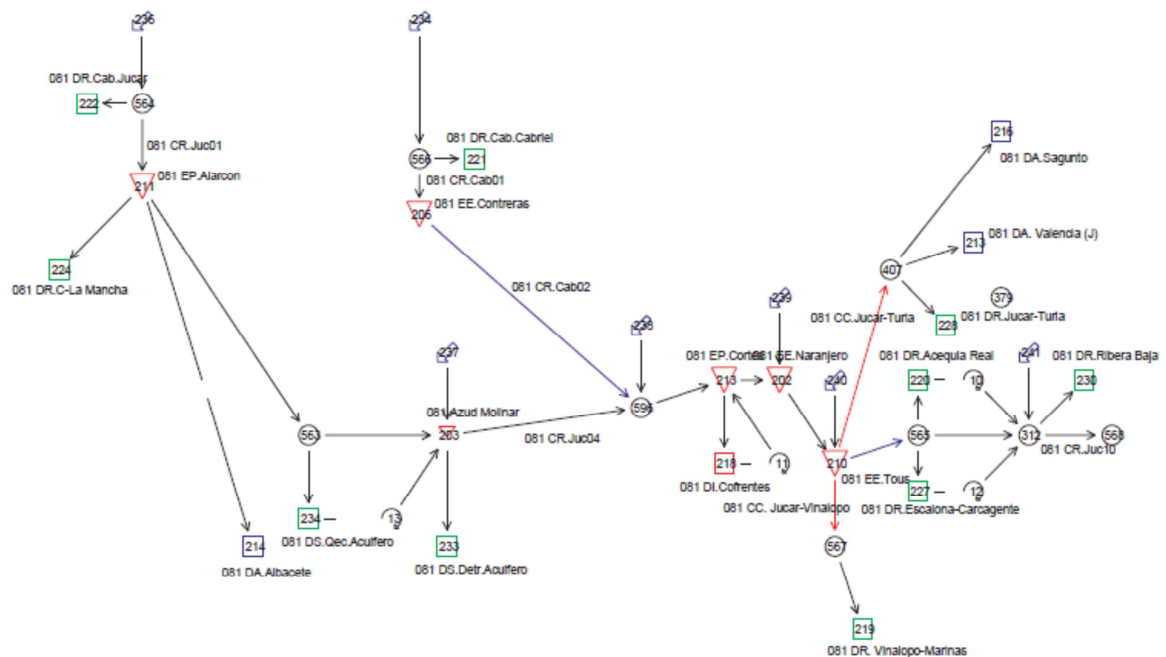 236
234
081 DR.Cab.Jucar
222
564
216
081 DR.Cab.Cabriel
081 CR.Juc01
566
221
081 DA.Sagunto
081 CR.Cab01
081 EP.Alarcon
211
081 EE.Contreras
206
081 DA. Valencia (J)
213
224
407
081 DR.C-La Mancha
081 CR.Cab02
379
239
081 CC.Jucar-Turia
081 DR.Jucar-Turia
228
238
237
241
081 EP.Cortes
081 EE.Naranjero
081 DR.Acequia Real
081 DR.Ribera Baja
213
202
240
220
10
230
596
081 Azud Molinar
563
203
081 CR.Juc04
565
312
568
081 CR.Juc10
218
11
210
081 EE.Tous
081 DI.Cofrentes
227
12
081 CC. Jucar-Vinalopo
081 DR.Escalona-Carcagente
234
13
081 DS.Qec.Acuifero
214
233
567
081 DA.Albacete
081 DS.Detr.Acuifero
219
081 DR. Vinalopo-Marinas